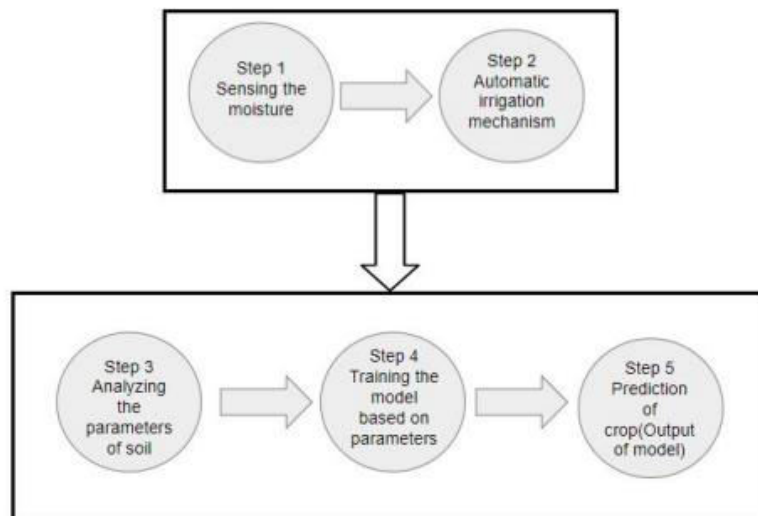 Step 1
Sensing the
moisture
Step 2
Automatic
irrigation
mechanism
Step 3
Analyzing
the
parameters
of soil
Step 4
Training the
model
based on
parameters
Step 5
Prediction
of
crop(Output
of model)